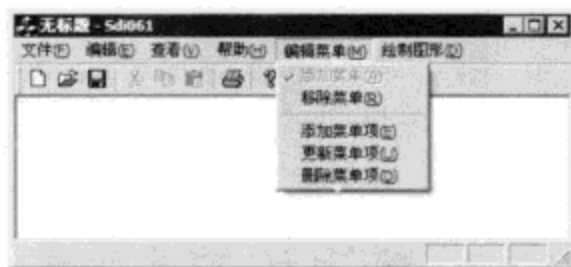 无标题 - Sdi061
文件(F) 编辑(E) 查看(V) 帮助(H) 编辑菜单(M) 绘制图形(D)
添加菜单(A)
移除菜单(R)
添加菜单项(E)
更新菜单项(U)
删除菜单项(D)